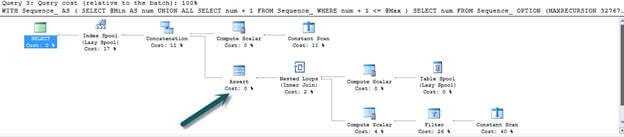 Query 3: Query cost (relative to the batch): 100%
WITH Sequence_ AS ( SELECT @Min AS num UNION ALL SELECT num + 1 FROM Sequence_ WHERE num + 1 <= @Max ) SELECT num FROM Sequence_ OPTION (MAXRECURSION 32767…
SELECT
Cost: 0 %
Index Spool
(Lazy Spool)
Cost: 17 %
Concatenation
Cost: 11 %
Compute Scalar
Cost: 0 %
Constant Scan
Cost: 11 %
Assert
Cost: 0 %
Nested Loops
(Inner Join)
Cost: 2 %
Compute Scalar
Cost: 0 %
Table Spool
(Lazy Spool)
Cost: 0 %
Compute Scalar
Cost: 4 %
Filter
Cost: 26 %
Constant Scan
Cost: 40 %